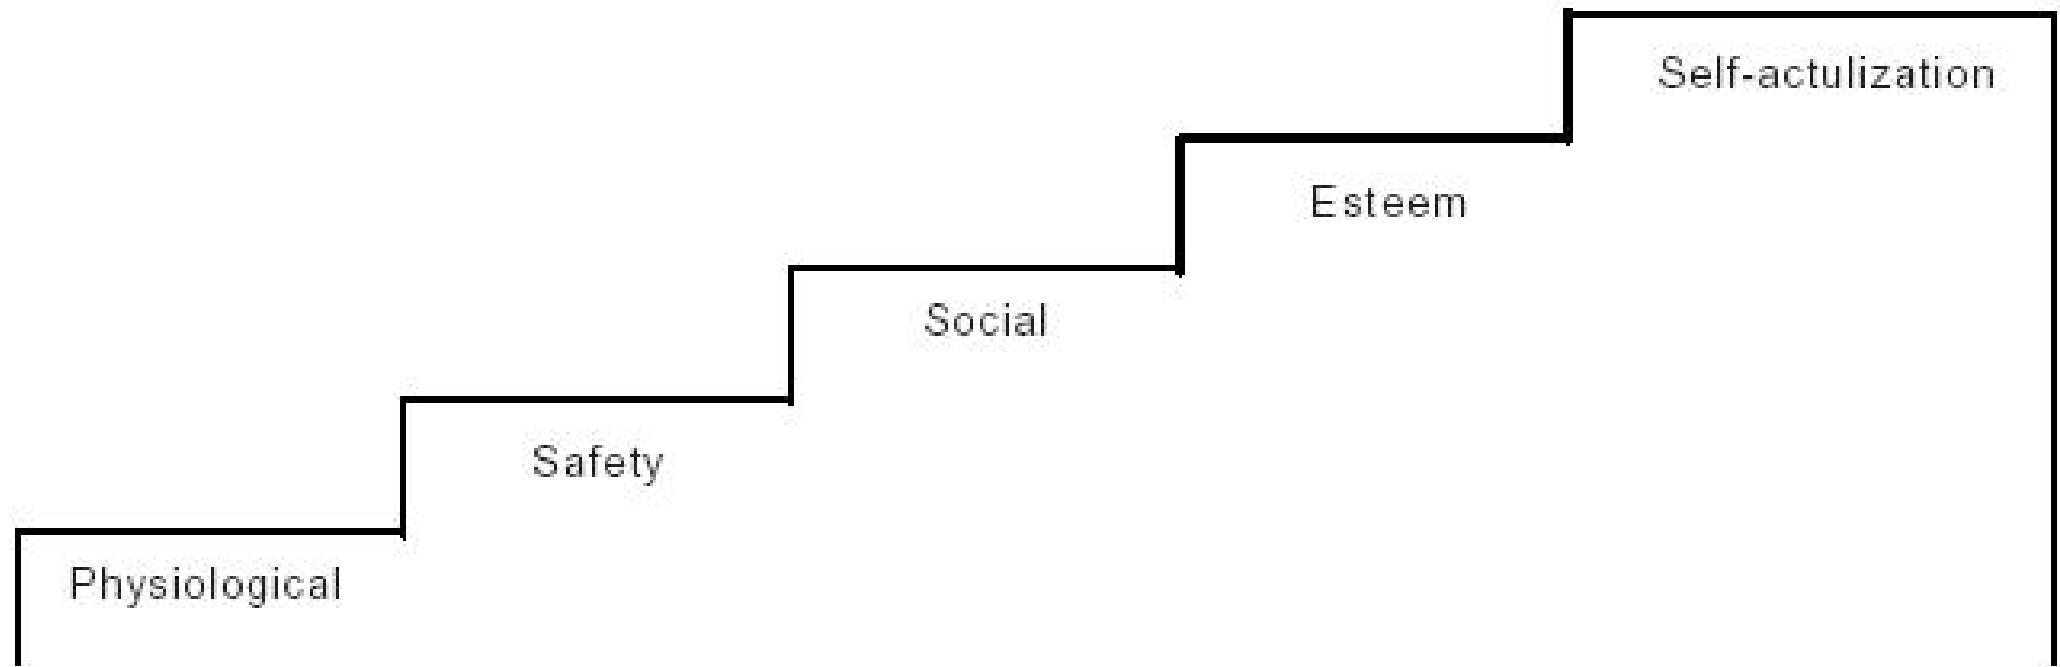 Self-actulization
Esteem
Social
Safety
Physiological